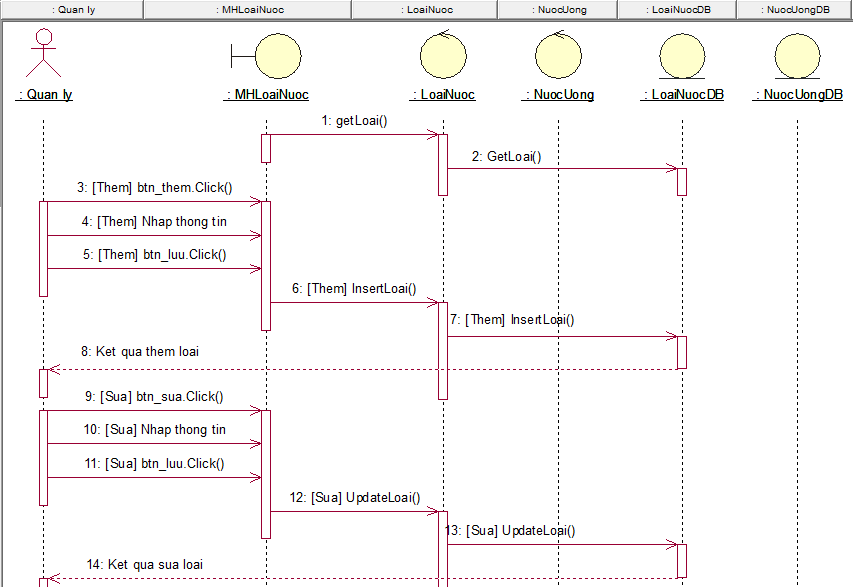 : Quan ly
: MHLoaiNuoc
: LoaiNuoc
: NuocUong
: LoaiNuocDB
: NuocUongDB
: Quan ly
: MHLoaiNuoc
: LoaiNuoc
: NuocUong
: LoaiNuocDB
: NuocUongDB
1: getLoai()
2: GetLoai()
3: [Them] btn_them.Click()
4: [Them] Nhap thong tin
5: [Them] btn_luu.Click()
6: [Them] InsertLoai()
7: [Them] InsertLoai()
8: Ket qua them loai
9: [Sua] btn_sua.Click()
10: [Sua] Nhap thong tin
11: [Sua] btn_luu.Click()
12: [Sua] UpdateLoai()
13: [Sua] UpdateLoai()
14: Ket qua sua loai